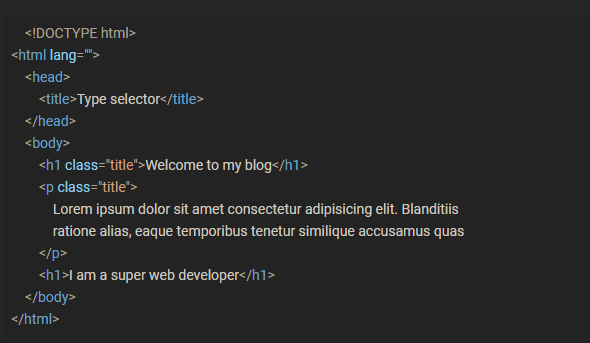 <!DOCTYPE html>
<html lang="">
<head>
<title>Type selector</title>
</head>
<body>
<h1 class="title">Welcome to my blog</h1>
<p class="title">
Lorem ipsum dolor sit amet consectetur adipisicing elit. Blanditiis
ratione alias, eaque temporibus tenetur similique accusamus quas
</p>
<h1>I am a super web developer</h1>
</body>
</html>